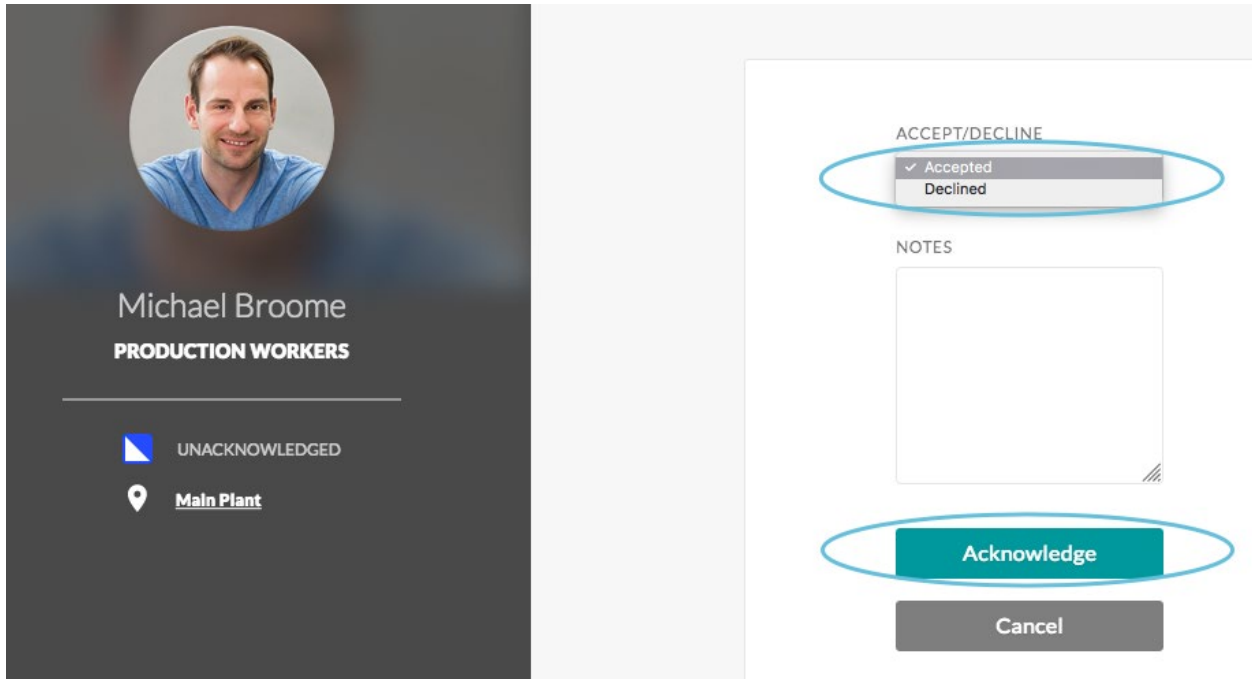 Michael Broome
PRODUCTION WORKERS
UNACKNOWLEDGED
Main Plant
ACCEPT/DECLINE
✓ Accepted
Declined
NOTES
Acknowledge
Cancel